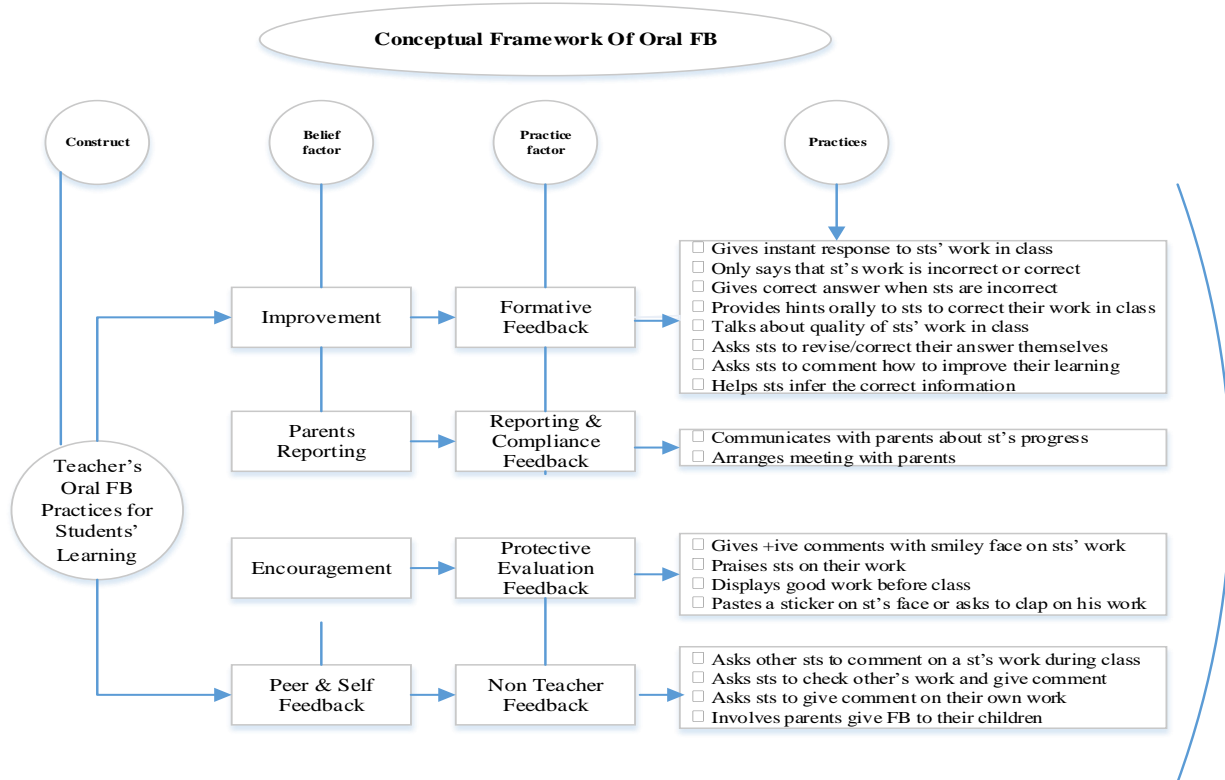 Conceptual Framework Of Oral FB
Construct
Belief
factor
Practice
factor
Practices
Teacher's
Oral FB
Practices for
Students'
Learning
Improvement
Formative
Feedback
☐ Gives instant response to sts' work in class
☐ Only says that st's work is incorrect or correct
☐ Gives correct answer when sts are incorrect
☐ Provides hints orally to sts to correct their work in class
☐ Talks about quality of sts' work in class
☐ Asks sts to revise/correct their answer themselves
☐ Asks sts to comment how to improve their learning
☐ Helps sts infer the correct information
Parents
Reporting
Reporting &
Compliance
Feedback
☐ Communicates with parents about st's progress
☐ Arranges meeting with parents
Encouragement
Protective
Evaluation
Feedback
☐ Gives +ive comments with smiley face on sts' work
☐ Praises sts on their work
☐ Displays good work before class
☐ Pastes a sticker on st's face or asks to clap on his work
Peer & Self
Feedback
Non Teacher
Feedback
☐ Asks other sts to comment on a st's work during class
☐ Asks sts to check other's work and give comment
☐ Asks sts to give comment on their own work
☐ Involves parents give FB to their children